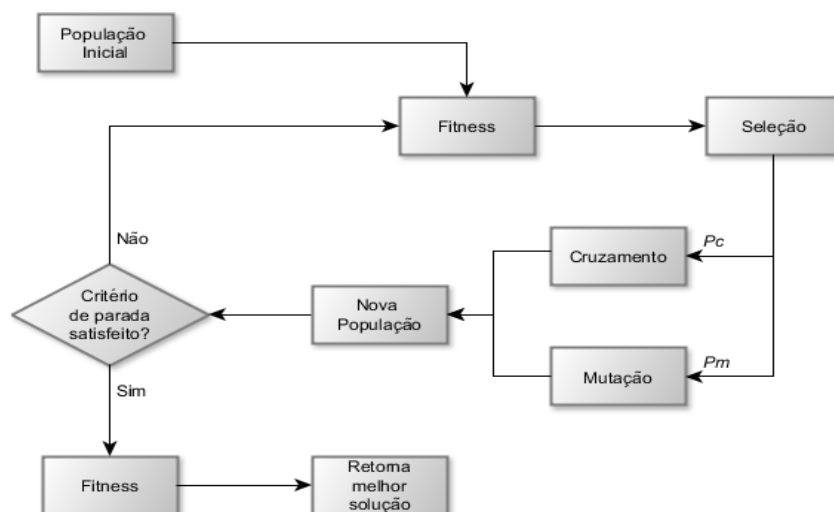 População
Inicial
Fitness
Seleção
Não
Pc
Cruzamento
Critério
de parada
satisfeito?
Nova
População
Pm
Mutação
Sim
Fitness
Retorna
melhor
solução